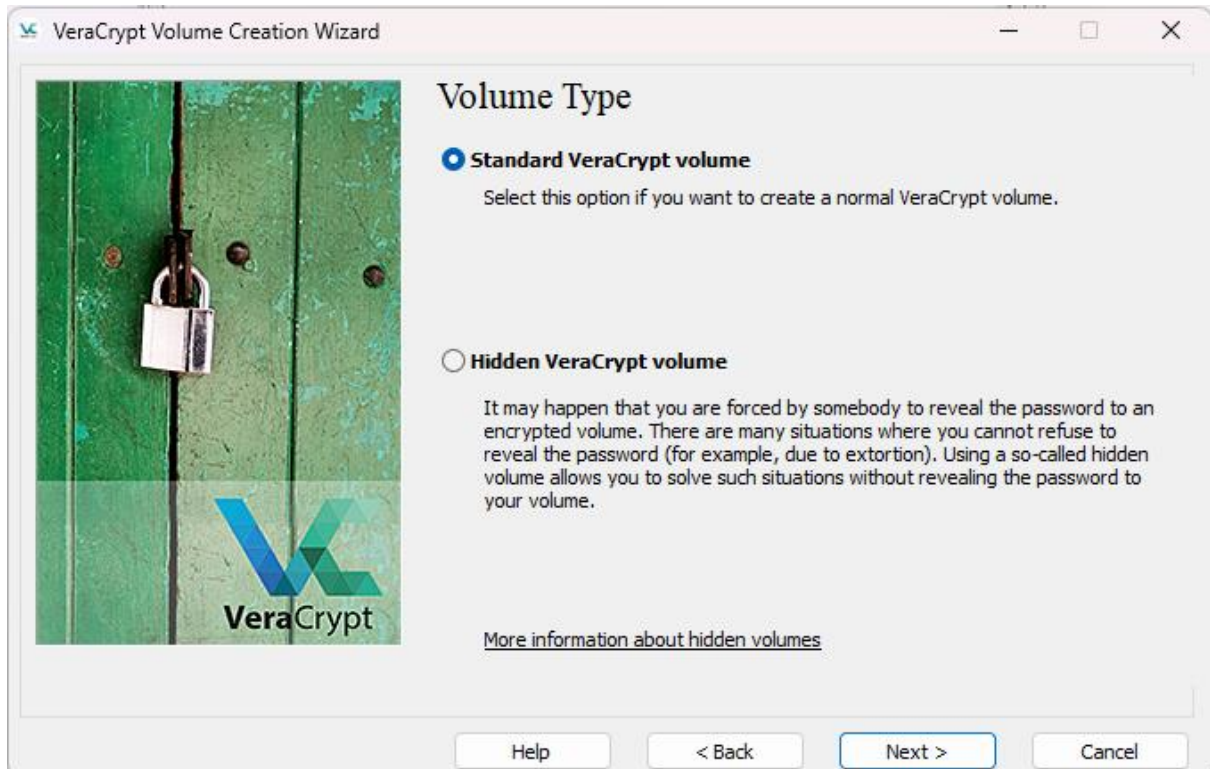 VeraCrypt Volume Creation Wizard
Volume Type
Standard VeraCrypt volume
Select this option if you want to create a normal VeraCrypt volume.
Hidden VeraCrypt volume
It may happen that you are forced by somebody to reveal the password to an
encrypted volume. There are many situations where you cannot refuse to
reveal the password (for example, due to extortion). Using a so-called hidden
volume allows you to solve such situations without revealing the password to
your volume.
VeraCrypt
More information about hidden volumes
Help
< Back
Next >
Cancel